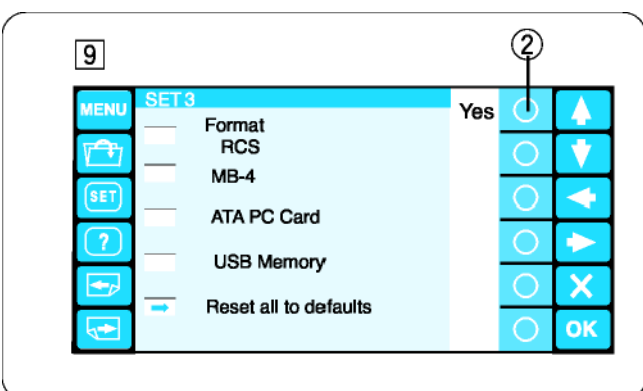 9
2
MENU
SET 3
Yes
Format
RCS
MB-4
SET
ATA PC Card
?
USB Memory
Reset all to defaults
OK